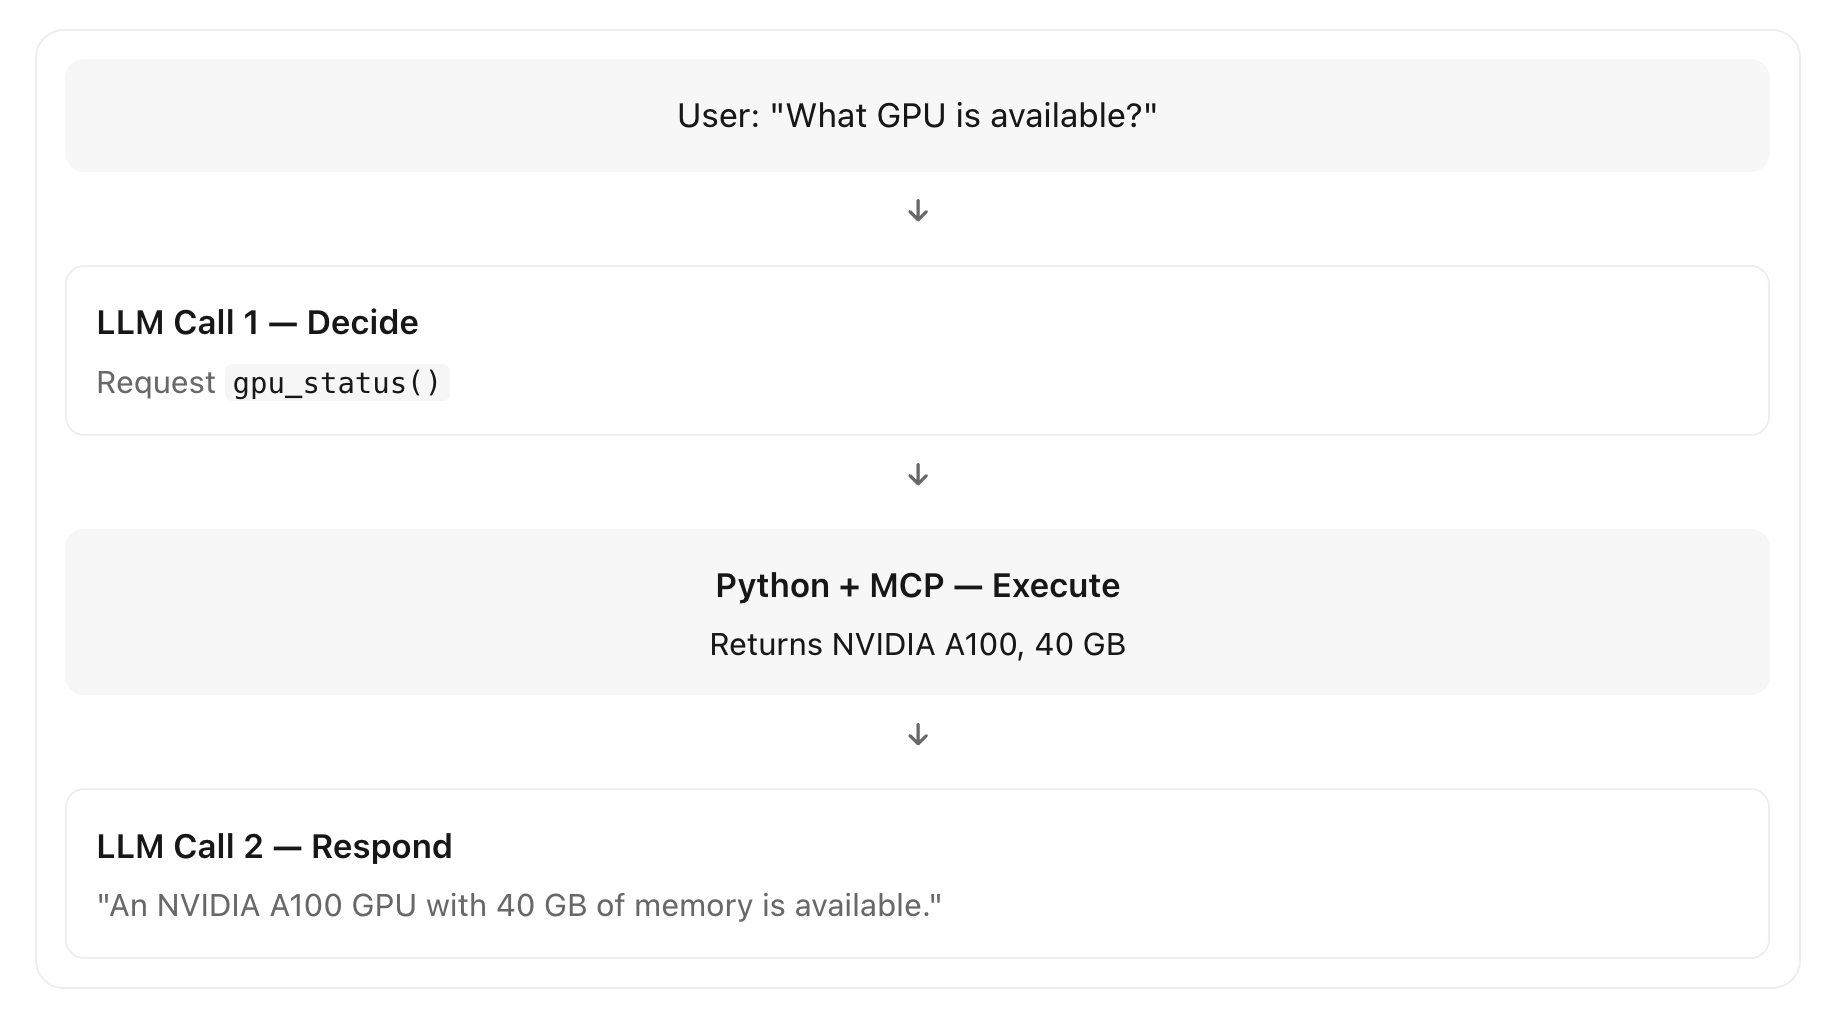 User: "What GPU is available?"
↓
LLM Call 1 — Decide
Request gpu_status()
↓
Python + MCP — Execute
Returns NVIDIA A100, 40 GB
↓
LLM Call 2 — Respond
"An NVIDIA A100 GPU with 40 GB of memory is available."